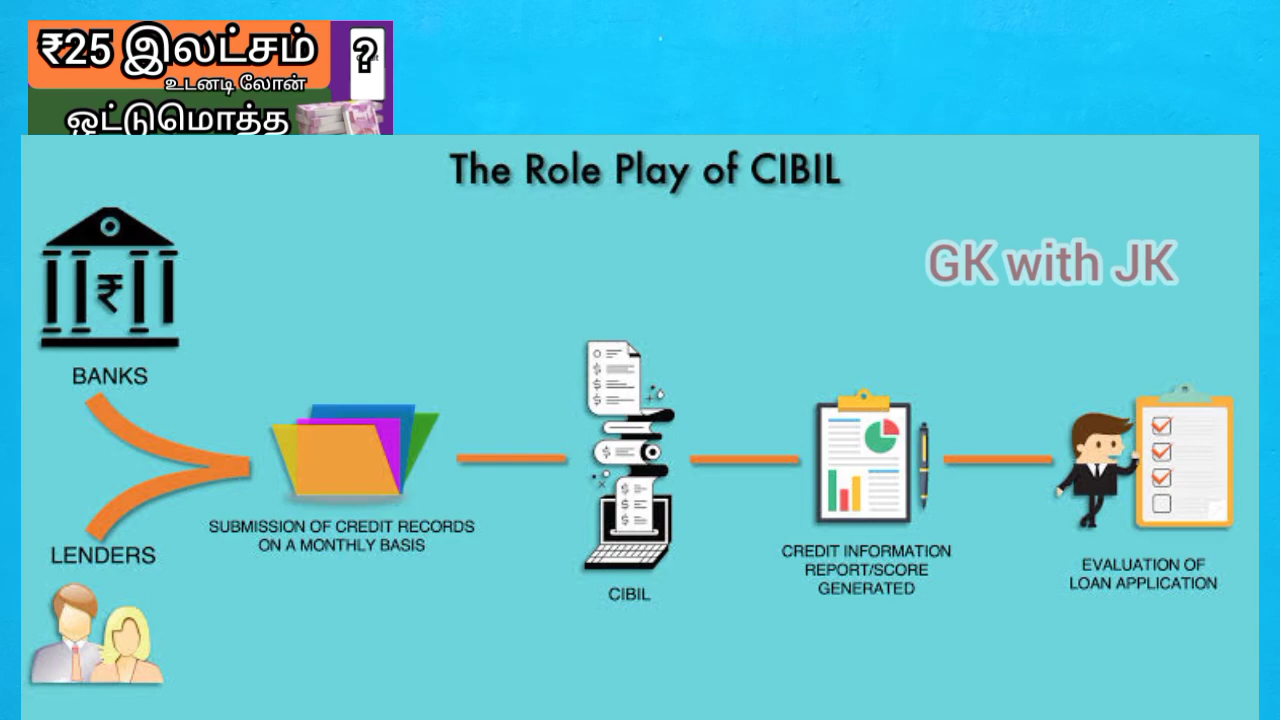 ₹25 இலட்சம்
உடனடி லோன்
ஒட்டுமொத்த
?
The Role Play of CIBIL
GK with JK
₹
BANKS
LENDERS
SUBMISSION OF CREDIT RECORDS
ON A MONTHLY BASIS
CIBIL
CREDIT INFORMATION
REPORT/SCORE
GENERATED
EVALUATION OF
LOAN APPLICATION